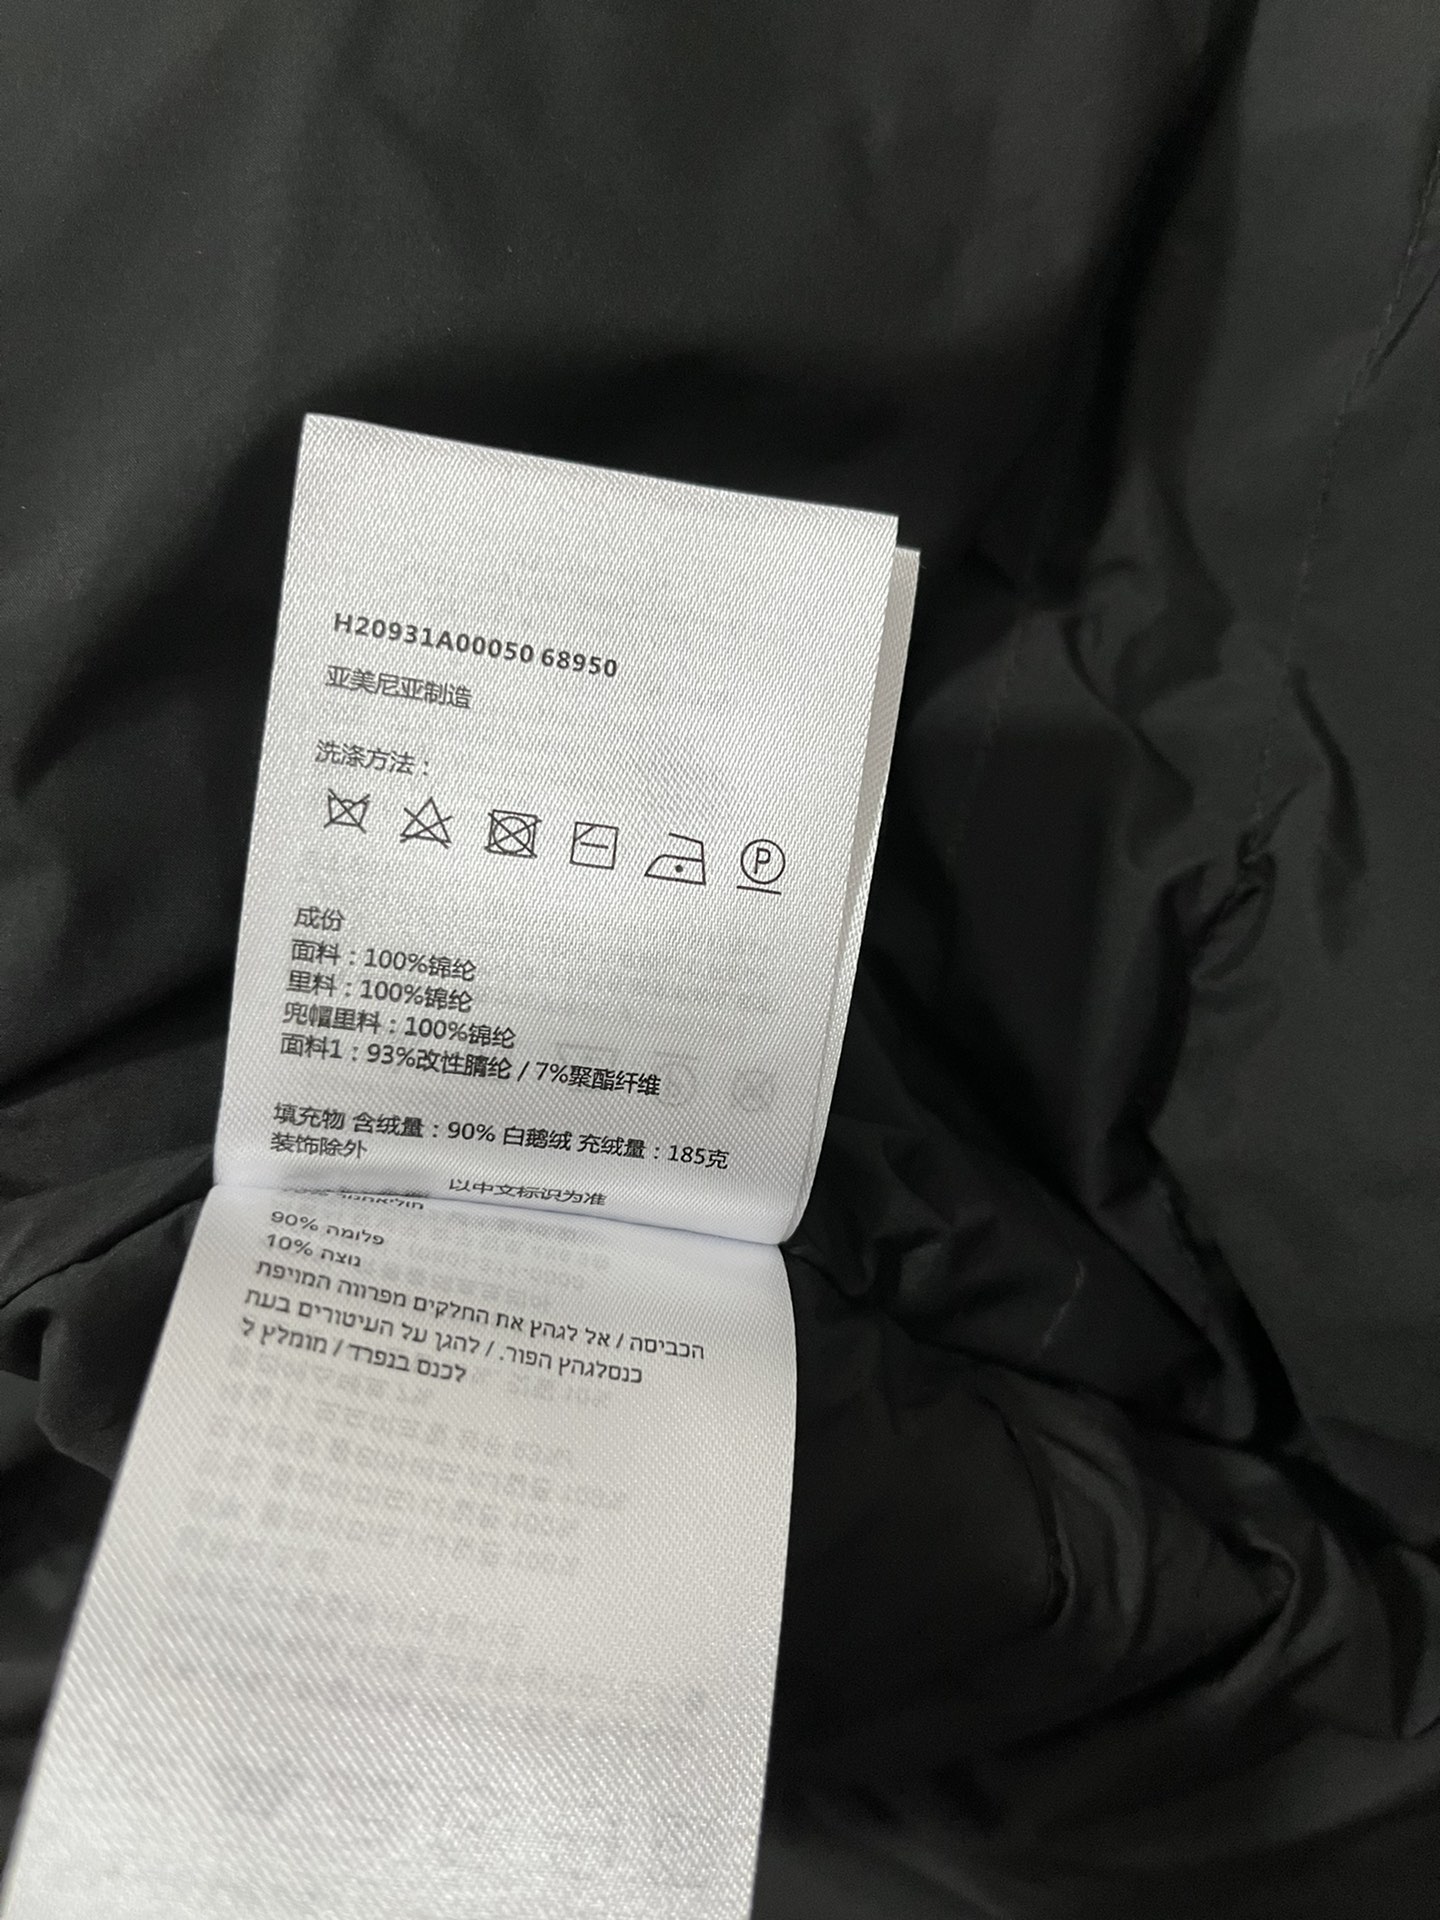 H20931A00050 68950
亚美尼亚制造
洗涤方法：
P
成份
面料：100%锦纶
里料：100%锦纶
兜帽里料：100%锦纶
面料1：93%改性腈纶 / 7%聚酯纤维
填充物 含绒量：90% 白鹅绒 充绒量：185克
装饰除外
以中文标识为准
90% פלומה
10% נוצה
הכביסה / אל לגהץ את החלקים מפרווה המויפת
כנסלגהץ הפור. / להגן על העיטורים בעת
לכנס בנפרד / מומלץ ל